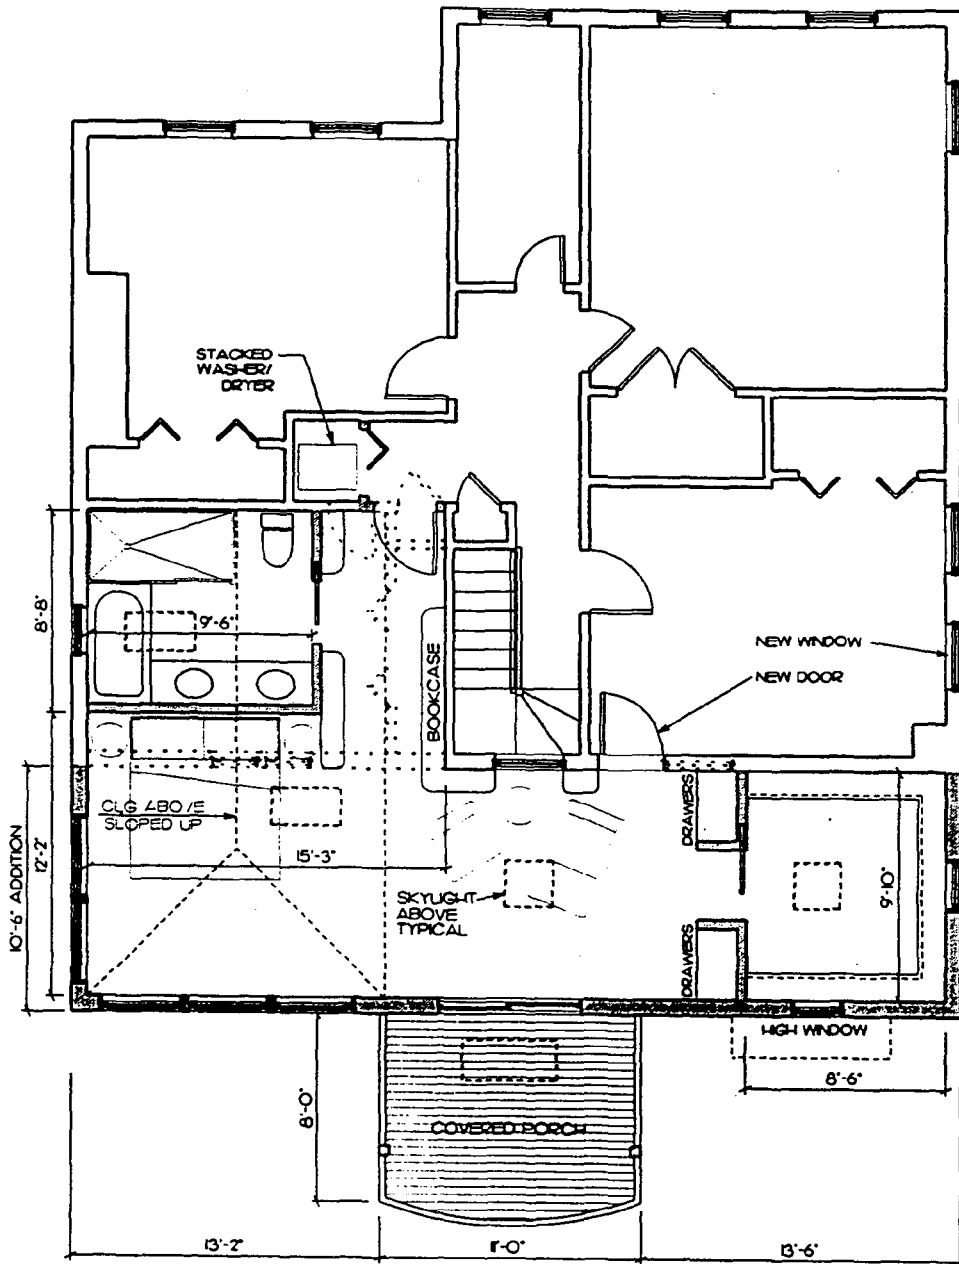 STACKED
WASHER/
DRYER
8'-8"
9'-6"
BOOKCASE
NEW WINDOW
NEW DOOR
CLG ABOVE
SLOPED UP
10'-6" ADDITION
12'-2"
15'-3"
SKYLIGHT
ABOVE
TYPICAL
DRAWERS
DRAWERS
9'-10"
HIGH WINDOW
8'-6"
8'-0"
COVERED PORCH
13'-2"
11'-0"
13'-6"